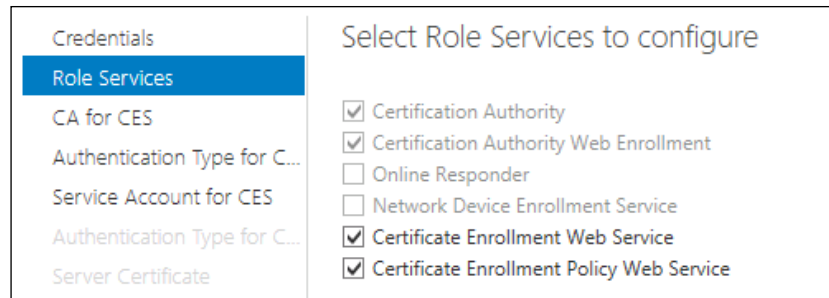 Credentials
Role Services
CA for CES
Authentication Type for C...
Service Account for CES
Authentication Type for C...
Server Certificate
Select Role Services to configure
Certification Authority
Certification Authority Web Enrollment
Online Responder
Network Device Enrollment Service
Certificate Enrollment Web Service
Certificate Enrollment Policy Web Service